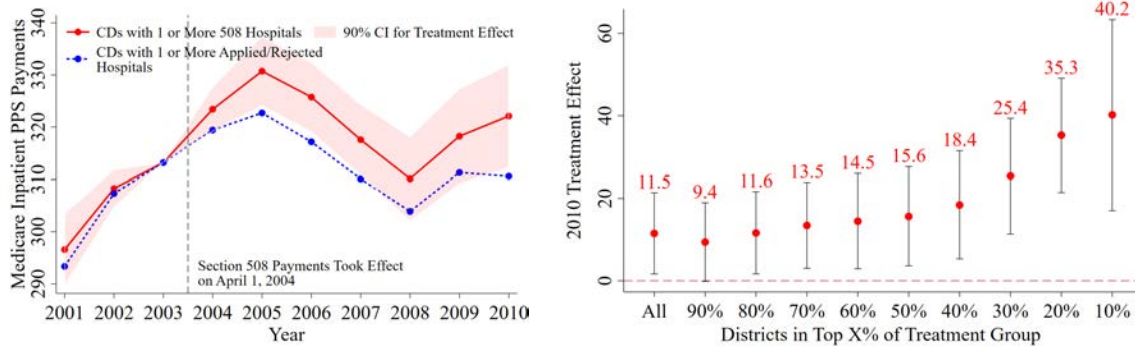 340
330
320
310
300
290
Medicare Inpatient PPS Payments
CDs with 1 or More 508 Hospitals
90% CI for Treatment Effect
CDs with 1 or More Applied/Rejected
Hospitals
Section 508 Payments Took Effect
on April 1, 2004
2001 2002 2003 2004 2005 2006 2007 2008 2009 2010
Year
60
40
20
0
2010 Treatment Effect
11.5
9.4
11.6
13.5
14.5
15.6
18.4
25.4
35.3
40.2
All 90% 80% 70% 60% 50% 40% 30% 20% 10%
Districts in Top X% of Treatment Group